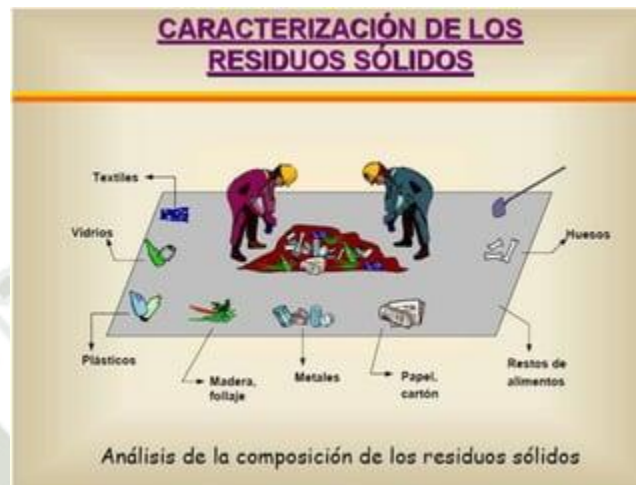 CARACTERIZACIÓN DE LOS
RESIDUOS SÓLIDOS
Textiles
Vidrios
Huesos
Plásticos
Madera,
follaje
Metales
Papel,
cartón
Restos de
alimentos
Análisis de la composición de los residuos sólidos